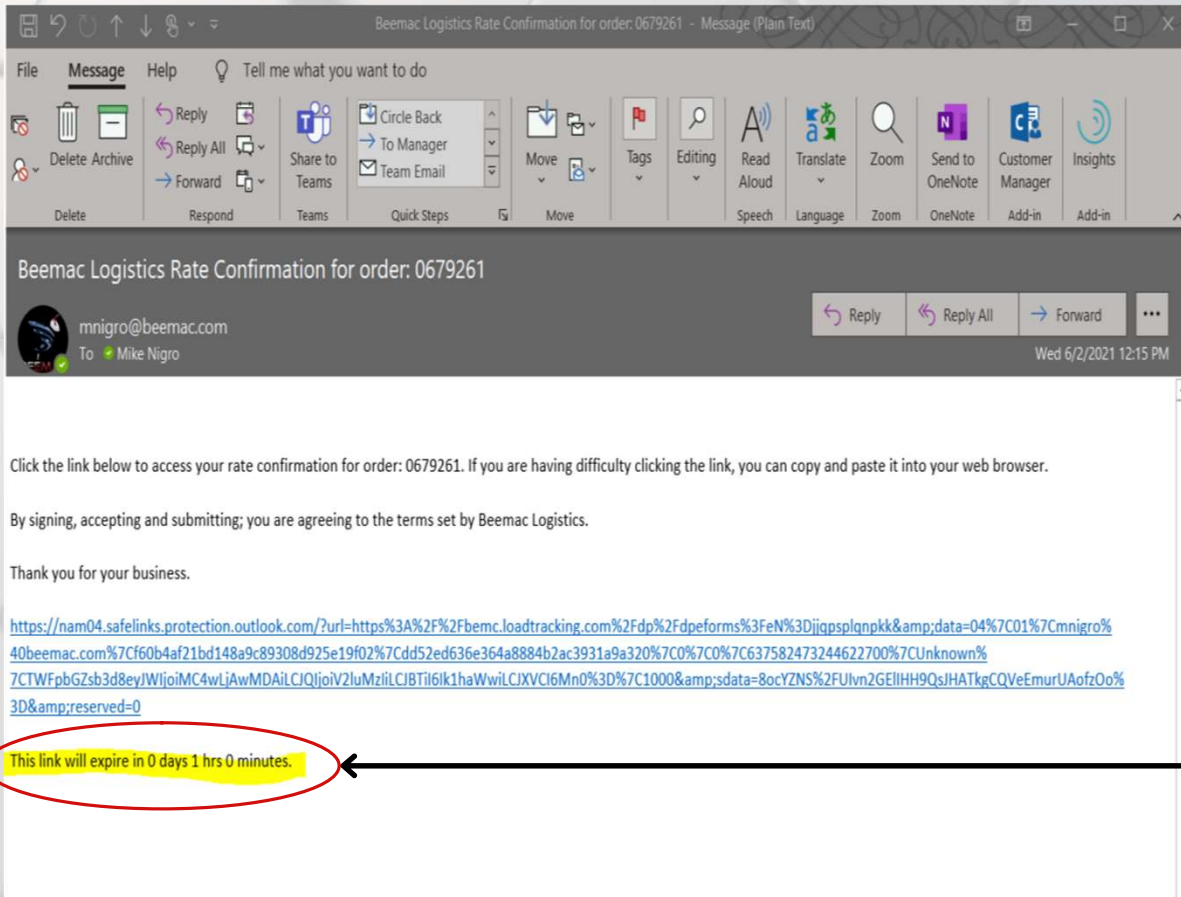 Beemac Logistics Rate Confirmation for order: 0679261 - Message (Plain Text)
File Message Help Tell me what you want to do
Delete Archive
Reply
Reply All
Forward
Share to Teams
Circle Back
To Manager
Team Email
Move
Tags
Editing
Read Aloud
Translate
Zoom
Send to OneNote
Customer Manager
Insights
Delete Respond Teams Quick Steps Move Speech Language Zoom OneNote Add-in Add-in
Beemac Logistics Rate Confirmation for order: 0679261
mnigro@beemac.com
To Mike Nigro
Reply Reply All Forward
Wed 6/2/2021 12:15 PM
Click the link below to access your rate confirmation for order: 0679261. If you are having difficulty clicking the link, you can copy and paste it into your web browser.
By signing, accepting and submitting; you are agreeing to the terms set by Beemac Logistics.
Thank you for your business.
https://nam04.safelinks.protection.outlook.com/?url=https%3A%2F%2Fbemc.loadtracking.com%2Fdp%2Fdpeforms%3FeN%3Djjqpsplqnpkk&amp;data=04%7C01%7Cmnigro%
40beemac.com%7Cf60b4af21bd148a9c89308d925e19f02%7Cdd52ed636e364a8884b2ac3931a9a320%7C0%7C0%7C637582473244622700%7CUnknown%
7CTWFpbGZsb3d8eyJWIjoiMC4wLjAwMDAiLCJQIjoiV2luMzIiLCJBTiI6Ik1haWwiLCJXVCI6Mn0%3D%7C1000&amp;sdata=8ocYZNS%2FUIvn2GElIHH9QsJHATkgCQVeEmurUAofzOo%
3D&amp;reserved=0
This link will expire in 0 days 1 hrs 0 minutes.